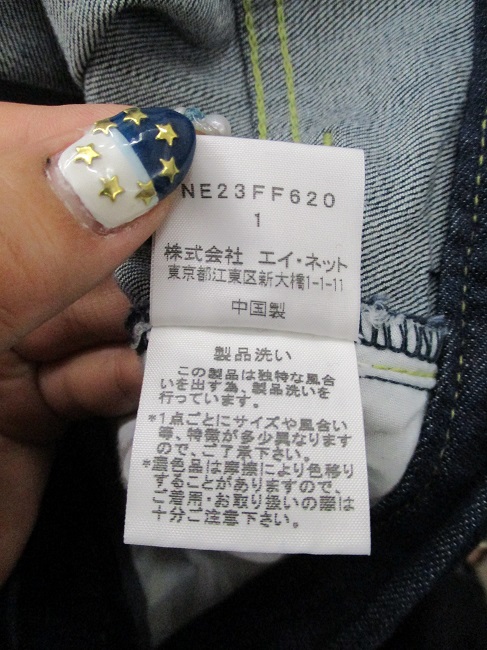 NE23FF620
1
株式会社 エイ・ネット
東京都江東区新大橋1-1-11
中国製
製品洗い
この製品は独特な風合
いを出す為、製品洗いを
行っています。
*1点ごとにサイズや風合い
等、特徴が多少異なります
ので、ご了承下さい。
*濃色品は摩擦により色移り
することがありますので、
ご着用・お取り扱いの際は
十分ご注意下さい。